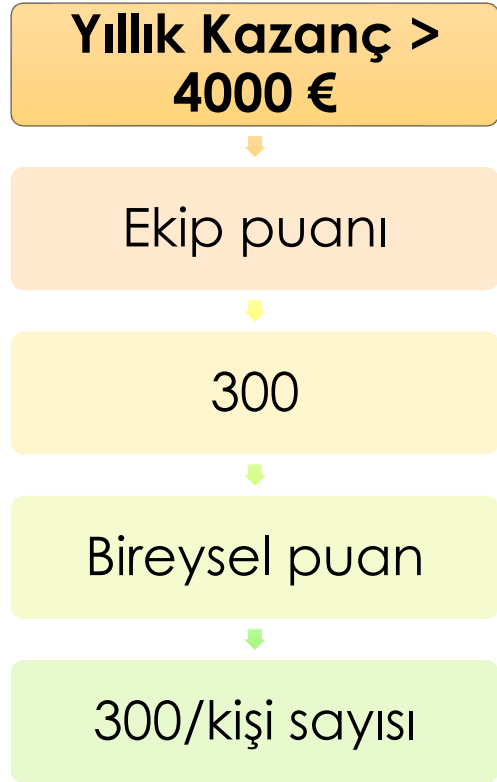 Yıllık Kazanç >
4000 €
Ekip puanı
300
Bireysel puan
300/kişi sayısı